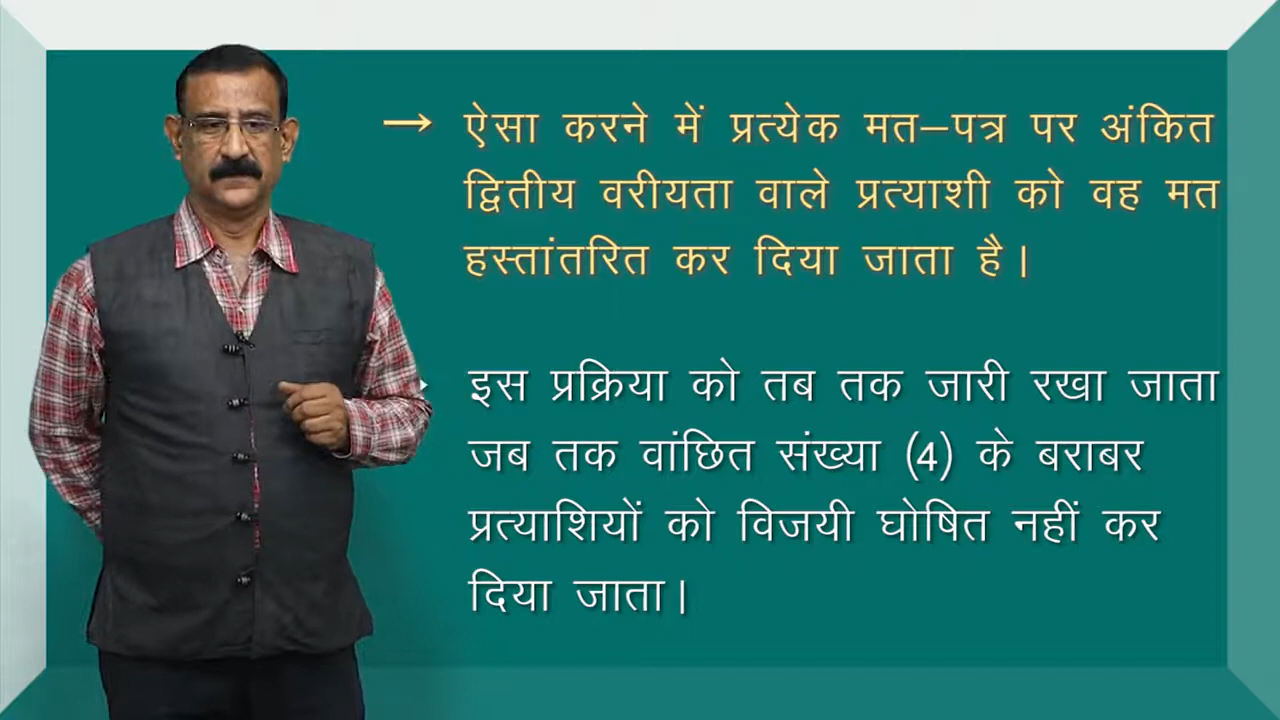 → ऐसा करने में प्रत्येक मत–पत्र पर अंकित
द्वितीय वरीयता वाले प्रत्याशी को वह मत
हस्तांतरित कर दिया जाता है।
इस प्रक्रिया को तब तक जारी रखा जाता
जब तक वांछित संख्या (4) के बराबर
प्रत्याशियों को विजयी घोषित नहीं कर
दिया जाता।